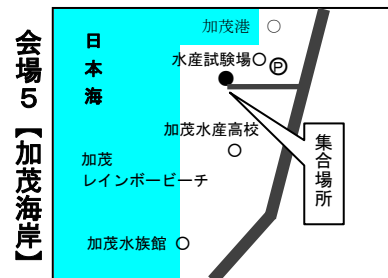 会場5【加茂海岸】
日本海
加茂港
水産試験場
P
加茂水産高校
集合場所
加茂
レインボービーチ
加茂水族館